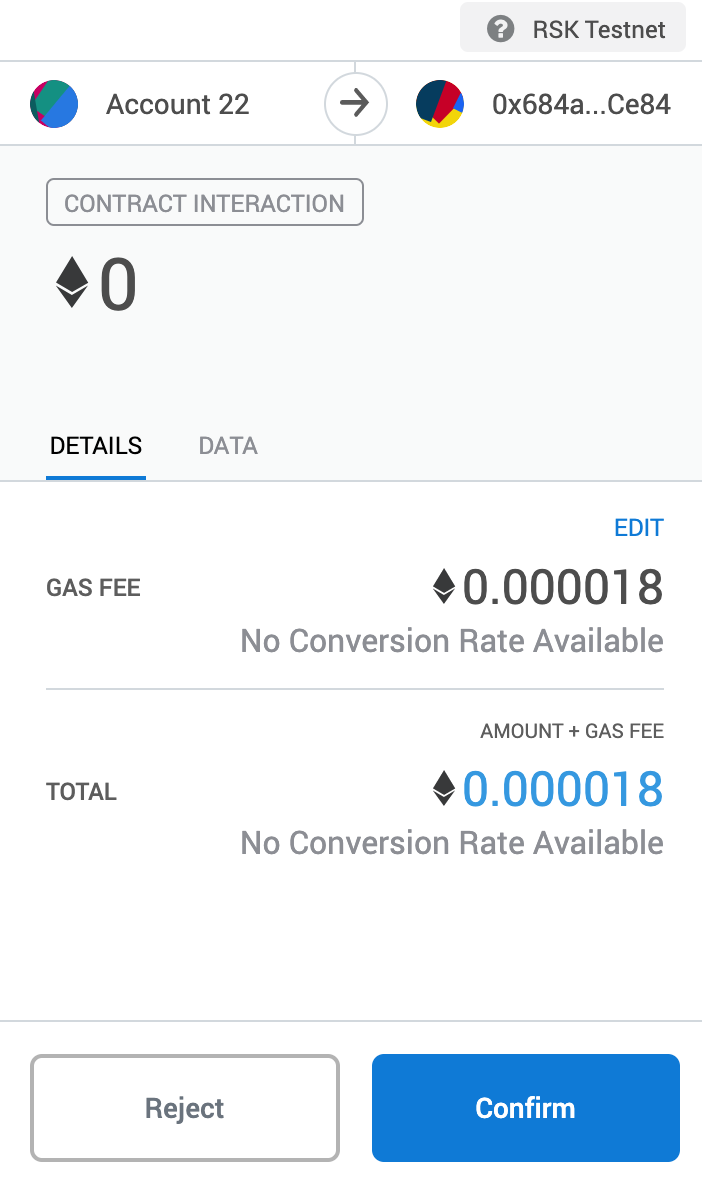 RSK Testnet
Account 22
0x684a...Ce84
CONTRACT INTERACTION
0
DETAILS DATA
EDIT
GAS FEE 0.000018
No Conversion Rate Available
AMOUNT + GAS FEE
TOTAL 0.000018
No Conversion Rate Available
Reject Confirm